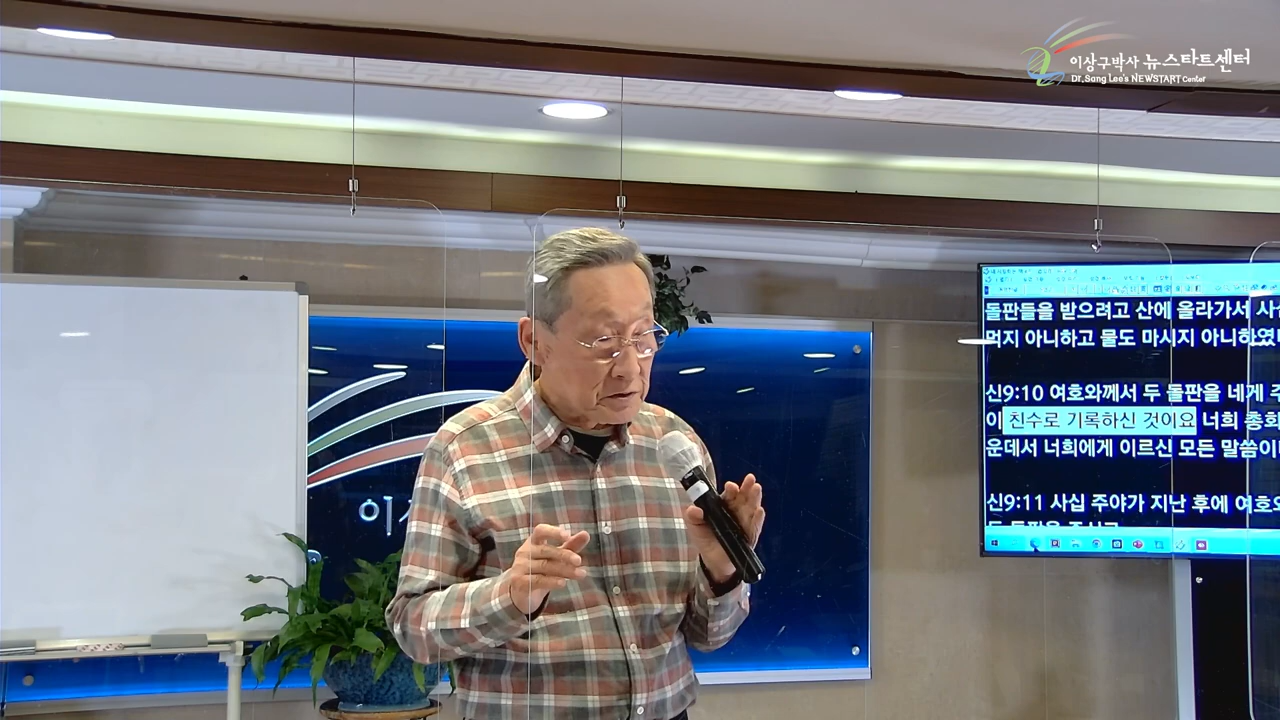 이상구박사 뉴스타트센터
Dr. Sang Lee's NEWSTART Center
돌판들을 받으려고 산에 올라가서 사
먹지 아니하고 물도 마시지 아니하였
신9:10 여호와께서 두 돌판을 네게 주
이 친수로 기록하신 것이요 너희 총회
운데서 너희에게 이르신 모든 말씀이
신9:11 사십 주야가 지난 후에 여호와
이